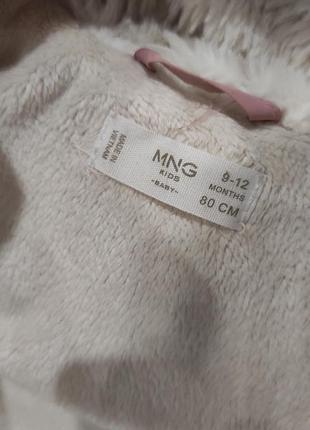 MADE IN
VIETNAM
MNG
KIDS
-BABY-
9-12
MONTHS
80 CM